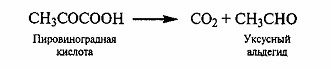 CH₃COCOOH ⟶ CO₂ + CH₃CHO
Пировиноградная Уксусный
кислота альдегид